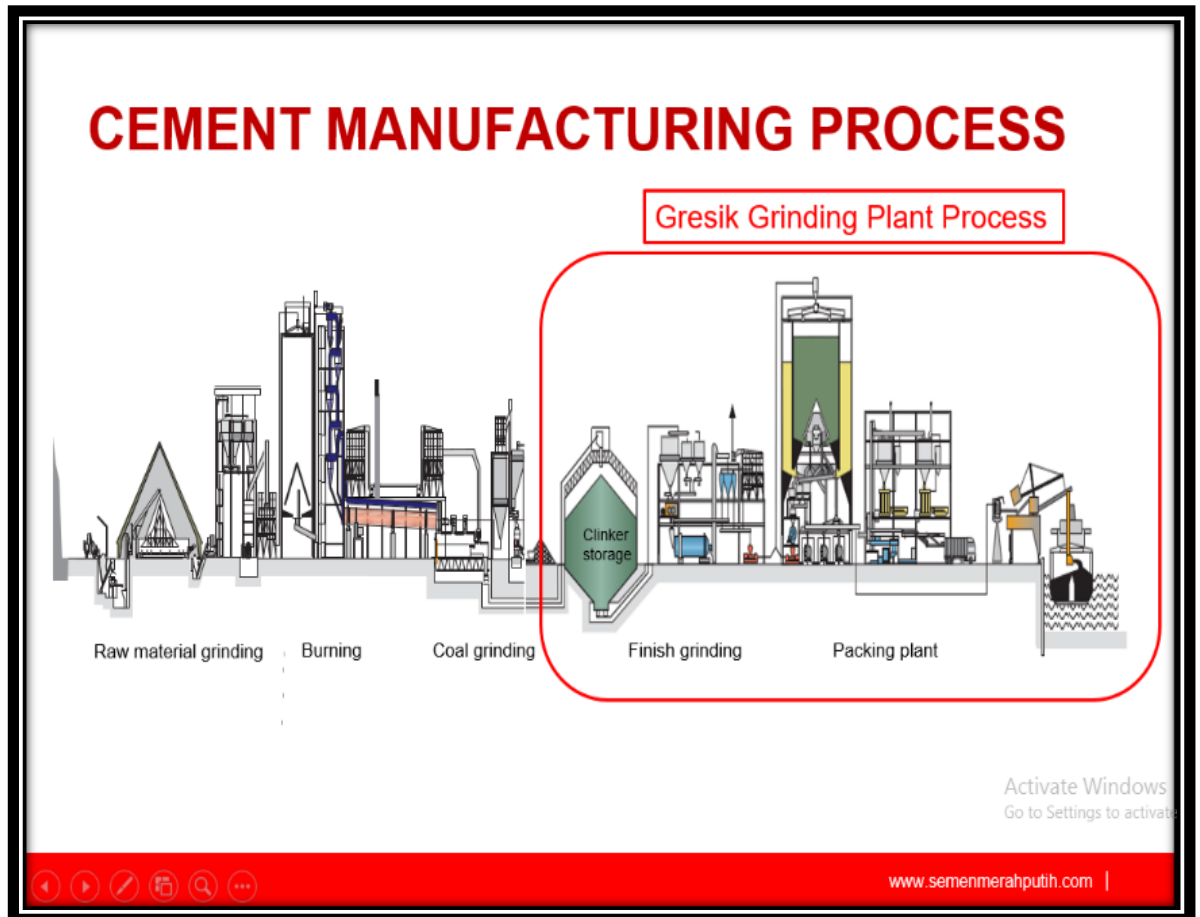 CEMENT MANUFACTURING PROCESS
Gresik Grinding Plant Process
Clinker
storage
Raw material grinding
Burning
Coal grinding
Finish grinding
Packing plant
Activate Windows
Go to Settings to activate
www.semenmerahputih.com |